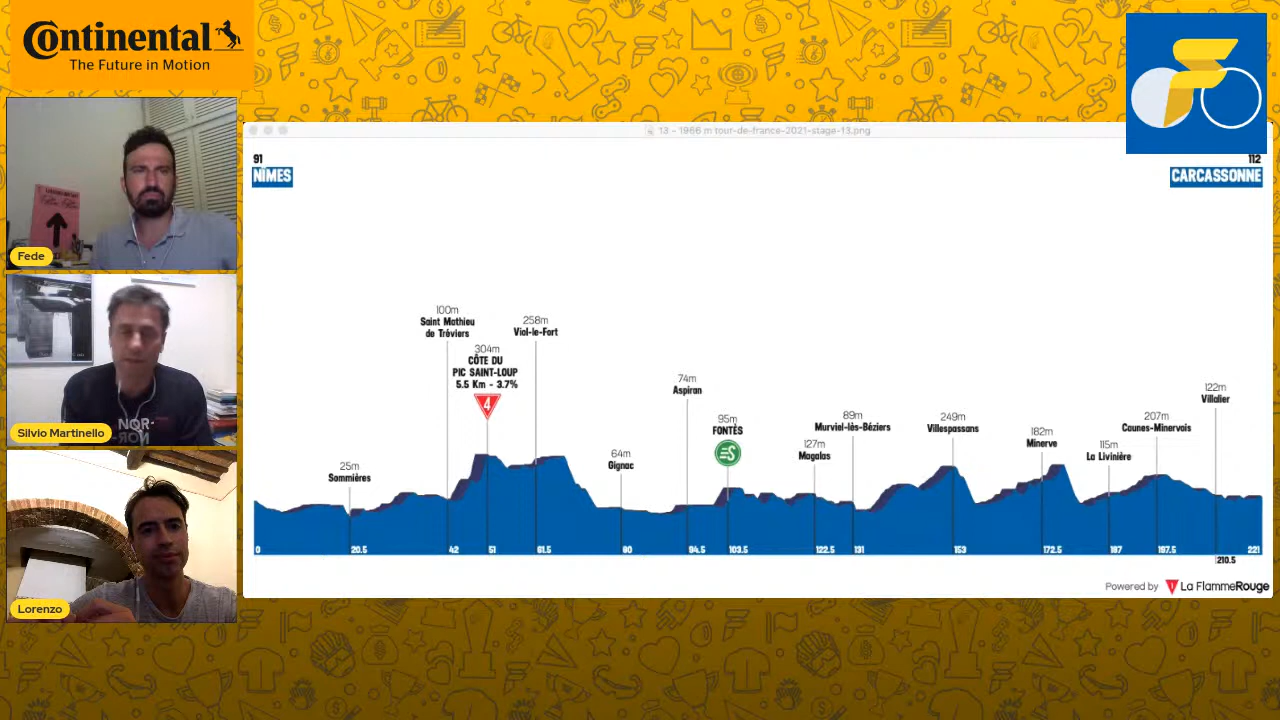 Continental
The Future in Motion
13 - 1966 m tour-de-france-2021-stage-13.png
91
NÎMES
112
CARCASSONNE
Fede
NOR-
Silvio Martinello
Lorenzo
25m
Sommières
100m
Saint Mathieu
de Tréviers
304m
CÔTE DU
PIC SAINT-LOUP
5.5 Km - 3.7%
4
258m
Viol-le-Fort
64m
Gignac
74m
Aspiran
95m
FONTÈS
S
127m
Magalas
89m
Murviel-lès-Béziers
249m
Villespassans
182m
Minerve
115m
La Livinière
207m
Caunes-Minervois
122m
Villalier
0
20.5
42
51
61.5
80
94.5
103.5
122.5
131
153
172.5
187
197.5
210.5
221
Powered by La FlammeRouge